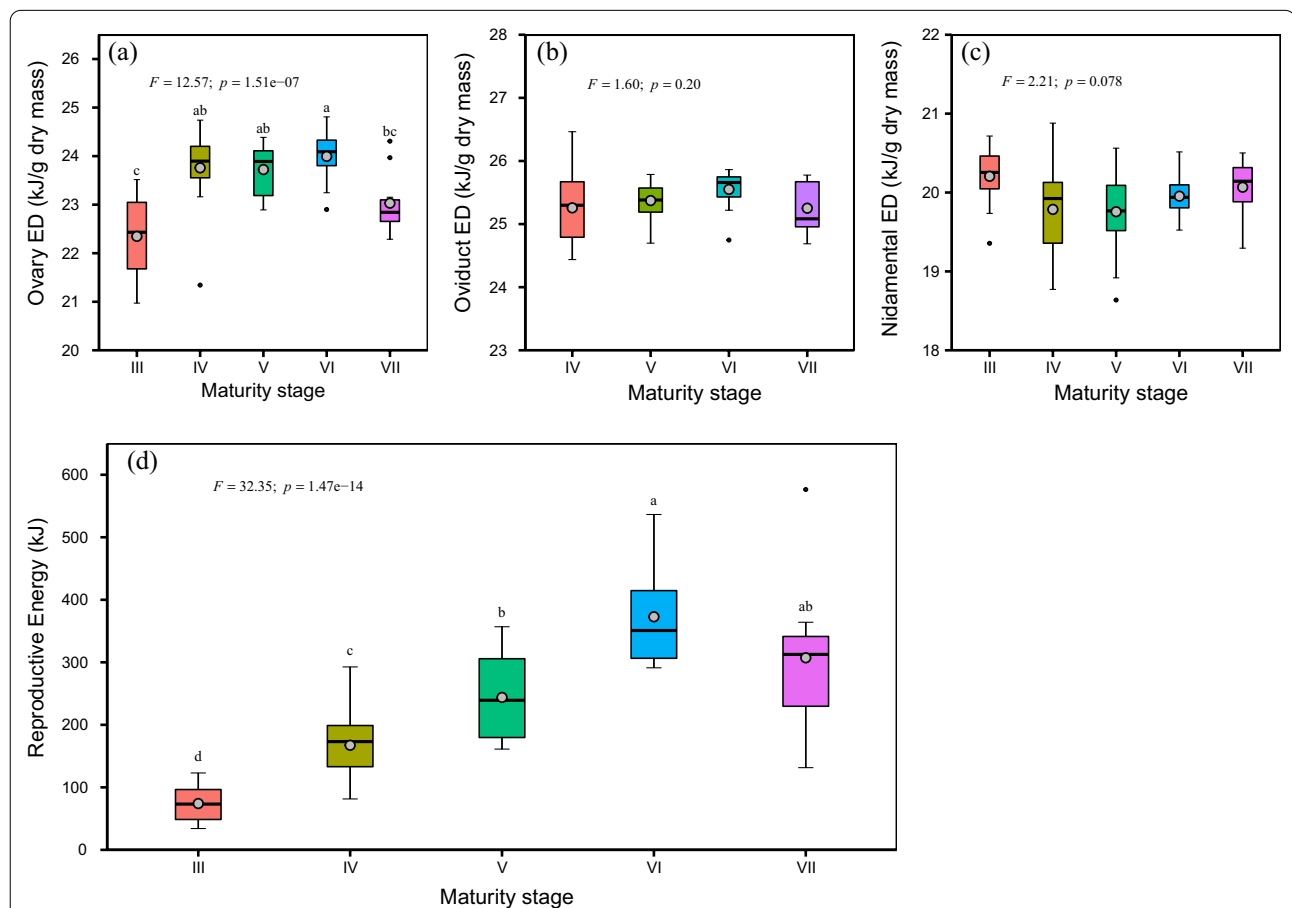 (a)
F = 12.57; p = 1.51e−07
Ovary ED (kJ/g dry mass)
26
25
24
23
22
21
20
c
ab
ab
a
bc
III
IV
V
VI
VII
Maturity stage
(b)
F = 1.60; p = 0.20
Oviduct ED (kJ/g dry mass)
28
27
26
25
24
23
IV
V
VI
VII
Maturity stage
(c)
F = 2.21; p = 0.078
Nidamental ED (kJ/g dry mass)
22
21
20
19
18
III
IV
V
VI
VII
Maturity stage
(d)
F = 32.35; p = 1.47e−14
Reproductive Energy (kJ)
600
500
400
300
200
100
0
d
c
b
a
ab
III
IV
V
VI
VII
Maturity stage